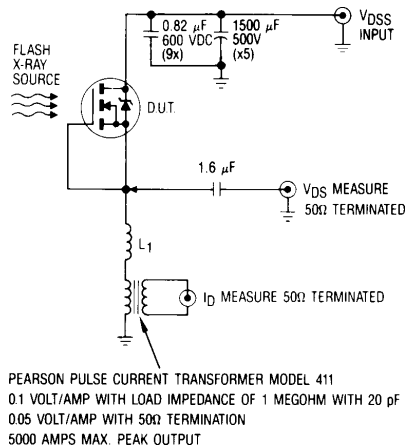 0.82 μF
600 VDC
(9x)
1500 μF
500V
(x5)
VDSS
INPUT
FLASH
X-RAY
SOURCE
D.U.T.
1.6 μF
VDS MEASURE
50Ω TERMINATED
L1
ID MEASURE 50Ω TERMINATED
PEARSON PULSE CURRENT TRANSFORMER MODEL 411
0.1 VOLT/AMP WITH LOAD IMPEDANCE OF 1 MEGOHM WITH 20 pF
0.05 VOLT/AMP WITH 50Ω TERMINATION
5000 AMPS MAX. PEAK OUTPUT